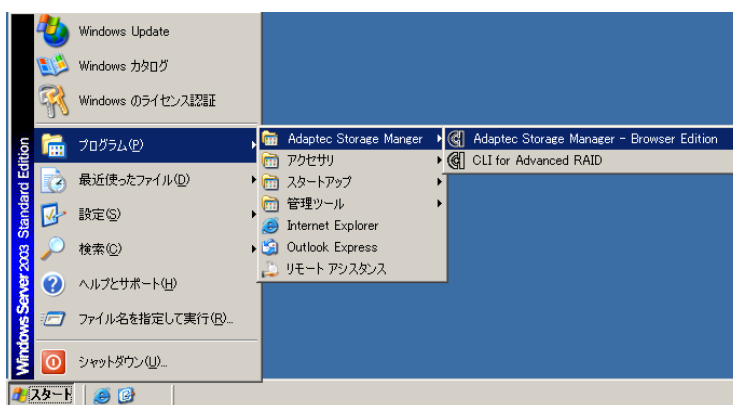 Windows Update
Windows カタログ
Windows のライセンス認証
プログラム(P)
最近使ったファイル(D)
設定(S)
検索(C)
ヘルプとサポート(H)
ファイル名を指定して実行(R)...
シャットダウン(U)...
Windows Server 2003 Standard Edition
Adaptec Storage Manger
アクセサリ
スタートアップ
管理ツール
Internet Explorer
Outlook Express
リモート アシスタンス
Adaptec Storage Manager - Browser Edition
CLI for Advanced RAID
スタート